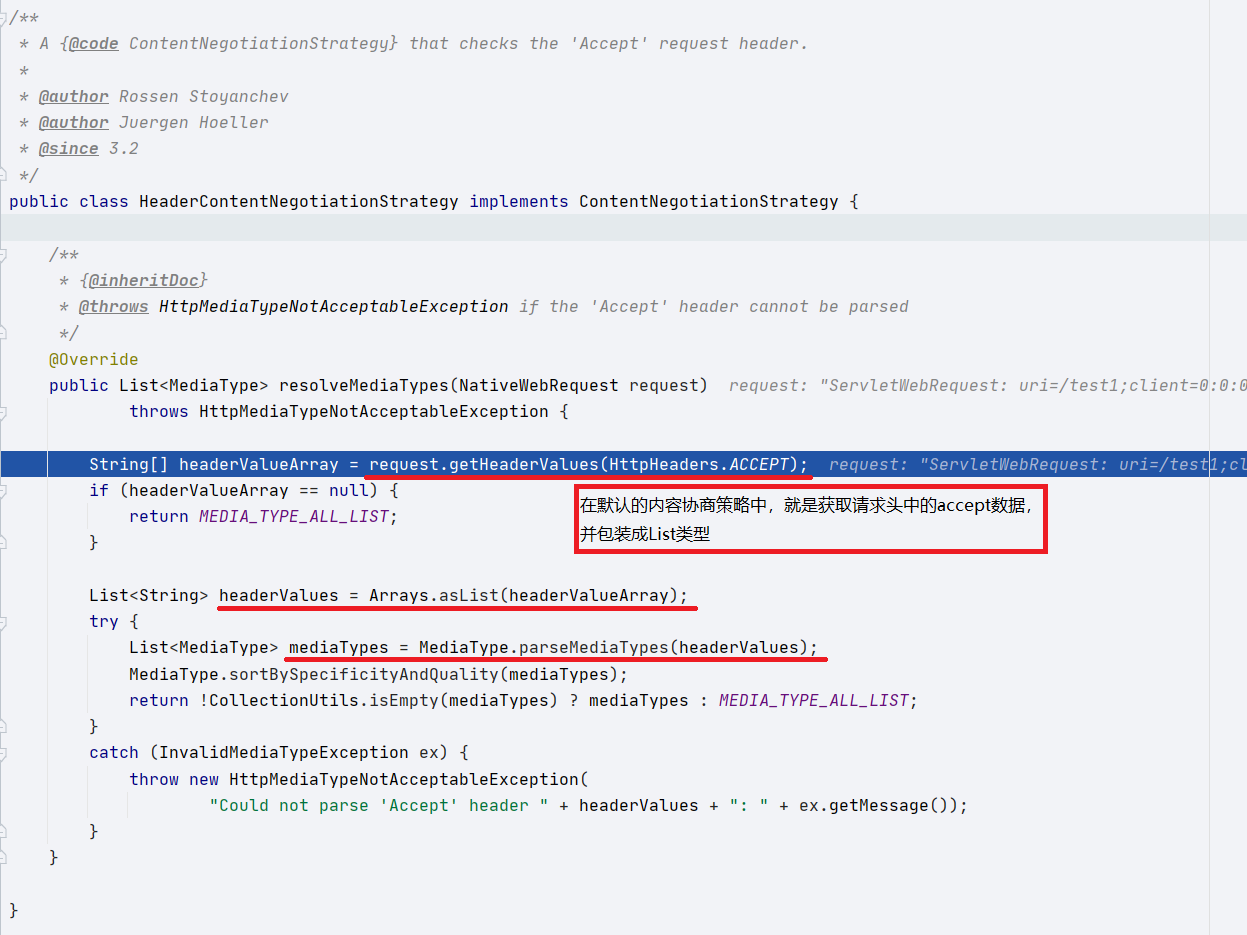 /**
 * A {@code ContentNegotiationStrategy} that checks the 'Accept' request header.
 *
 * @author Rossen Stoyanchev
 * @author Juergen Hoeller
 * @since 3.2
 */
public class HeaderContentNegotiationStrategy implements ContentNegotiationStrategy {
    /**
     * {@inheritDoc}
     * @throws HttpMediaTypeNotAcceptableException if the 'Accept' header cannot be parsed
     */
    @Override
    public List<MediaType> resolveMediaTypes(NativeWebRequest request)  request: "ServletWebRequest: uri=/test1;client=0:0:0
            throws HttpMediaTypeNotAcceptableException {
        String[] headerValueArray = request.getHeaderValues(HttpHeaders.ACCEPT);  request: "ServletWebRequest: uri=/test1;cl
        if (headerValueArray == null) {
            return MEDIA_TYPE_ALL_LIST;
        }
在默认的内容协商策略中，就是获取请求头中的accept数据，
并包装成List类型
        List<String> headerValues = Arrays.asList(headerValueArray);
        try {
            List<MediaType> mediaTypes = MediaType.parseMediaTypes(headerValues);
            MediaType.sortBySpecificityAndQuality(mediaTypes);
            return !CollectionUtils.isEmpty(mediaTypes) ? mediaTypes : MEDIA_TYPE_ALL_LIST;
        }
        catch (InvalidMediaTypeException ex) {
            throw new HttpMediaTypeNotAcceptableException(
                    "Could not parse 'Accept' header " + headerValues + ": " + ex.getMessage());
        }
    }
}